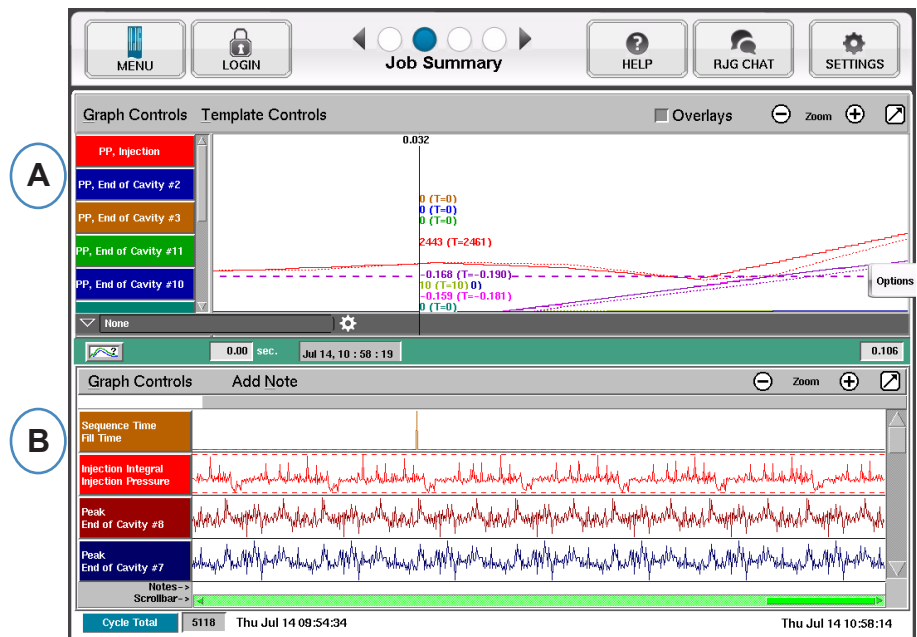 MENU
LOGIN
Job Summary
HELP
RJG CHAT
SETTINGS
A
Graph Controls Template Controls
Overlays
Zoom
PP, Injection
PP, End of Cavity #2
PP, End of Cavity #3
PP, End of Cavity #11
PP, End of Cavity #10
0.032
0 (T=0)
0 (T=0)
0 (T=0)
2443 (T=2461)
-0.168 (T=-0.190)
10 (T=10) 0)
-0.159 (T=-0.181)
0 (T=0)
Options
None
0.00 sec. Jul 14, 10 : 58 : 19
0.106
B
Graph Controls Add Note
Zoom
Sequence Time
Fill Time
Injection Integral
Injection Pressure
Peak
End of Cavity #8
Peak
End of Cavity #7
Notes->
Scrollbar->
Cycle Total 5118 Thu Jul 14 09:54:34
Thu Jul 14 10:58:14